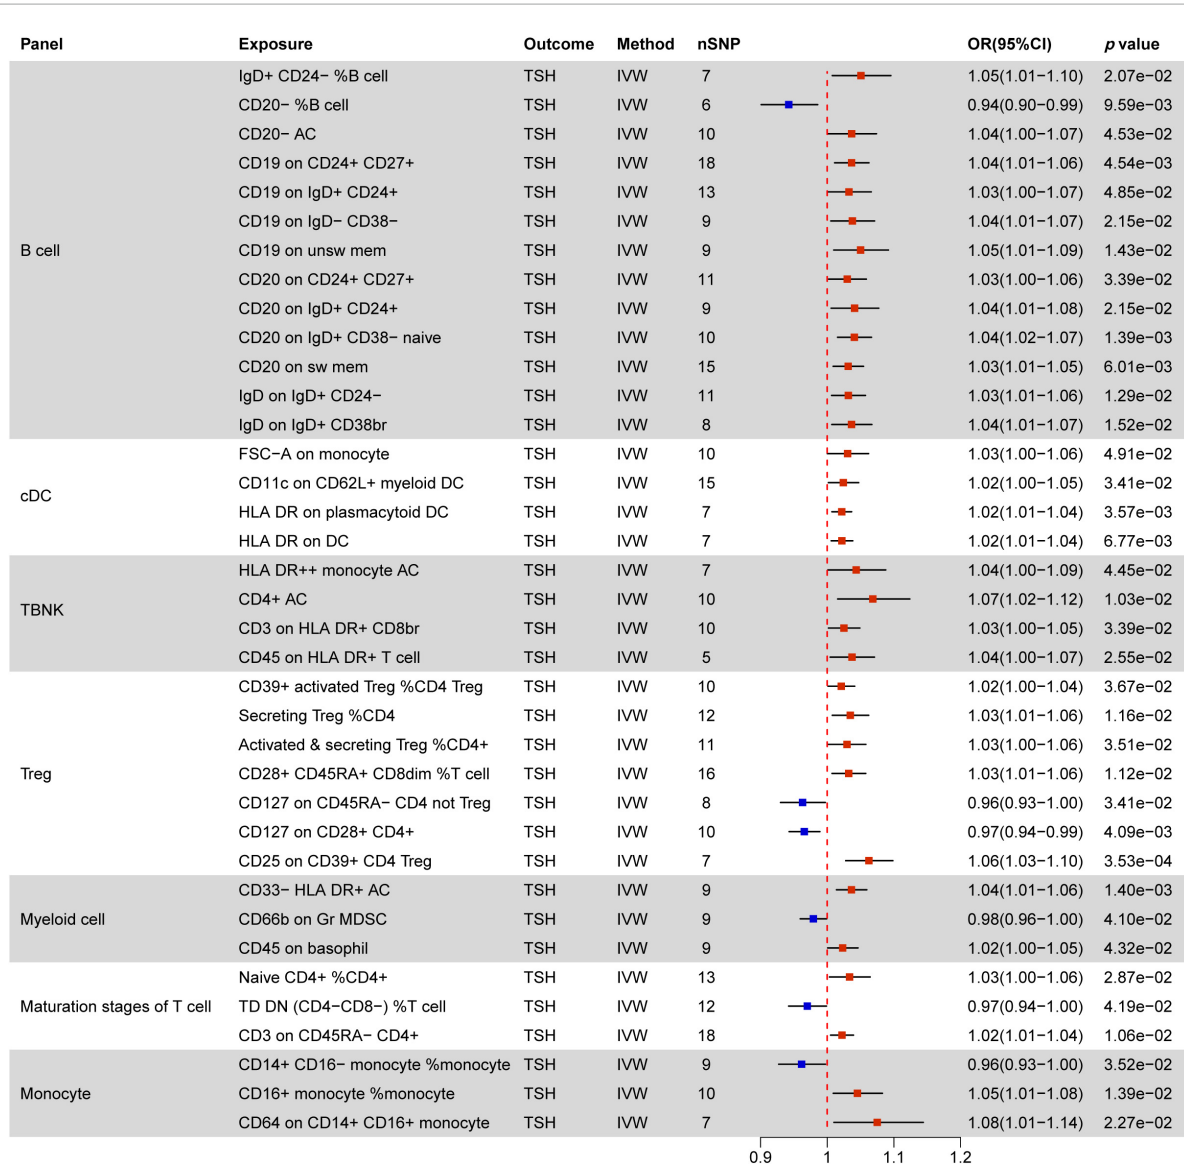 Panel Exposure Outcome Method nSNP OR(95%CI) p value
IgD+ CD24− %B cell TSH IVW 7 1.05(1.01−1.10) 2.07e−02
CD20− %B cell TSH IVW 6 0.94(0.90−0.99) 9.59e−03
CD20− AC TSH IVW 10 1.04(1.00−1.07) 4.53e−02
CD19 on CD24+ CD27+ TSH IVW 18 1.04(1.01−1.06) 4.54e−03
CD19 on IgD+ CD24+ TSH IVW 13 1.03(1.00−1.07) 4.85e−02
CD19 on IgD− CD38− TSH IVW 9 1.04(1.01−1.07) 2.15e−02
B cell CD19 on unsw mem TSH IVW 9 1.05(1.01−1.09) 1.43e−02
CD20 on CD24+ CD27+ TSH IVW 11 1.03(1.00−1.06) 3.39e−02
CD20 on IgD+ CD24+ TSH IVW 9 1.04(1.01−1.08) 2.15e−02
CD20 on IgD+ CD38− naive TSH IVW 10 1.04(1.02−1.07) 1.39e−03
CD20 on sw mem TSH IVW 15 1.03(1.01−1.05) 6.01e−03
IgD on IgD+ CD24− TSH IVW 11 1.03(1.01−1.06) 1.29e−02
IgD on IgD+ CD38br TSH IVW 8 1.04(1.01−1.07) 1.52e−02
FSC−A on monocyte TSH IVW 10 1.03(1.00−1.06) 4.91e−02
CD11c on CD62L+ myeloid DC TSH IVW 15 1.02(1.00−1.05) 3.41e−02
cDC
HLA DR on plasmacytoid DC TSH IVW 7 1.02(1.01−1.04) 3.57e−03
HLA DR on DC TSH IVW 7 1.02(1.01−1.04) 6.77e−03
HLA DR++ monocyte AC TSH IVW 7 1.04(1.00−1.09) 4.45e−02
CD4+ AC TSH IVW 10 1.07(1.02−1.12) 1.03e−02
TBNK
CD3 on HLA DR+ CD8br TSH IVW 10 1.03(1.00−1.05) 3.39e−02
CD45 on HLA DR+ T cell TSH IVW 5 1.04(1.00−1.07) 2.55e−02
CD39+ activated Treg %CD4 Treg TSH IVW 10 1.02(1.00−1.04) 3.67e−02
Secreting Treg %CD4 TSH IVW 12 1.03(1.01−1.06) 1.16e−02
Activated & secreting Treg %CD4+ TSH IVW 11 1.03(1.00−1.06) 3.51e−02
Treg CD28+ CD45RA+ CD8dim %T cell TSH IVW 16 1.03(1.01−1.06) 1.12e−02
CD127 on CD45RA− CD4 not Treg TSH IVW 8 0.96(0.93−1.00) 3.41e−02
CD127 on CD28+ CD4+ TSH IVW 10 0.97(0.94−0.99) 4.09e−03
CD25 on CD39+ CD4 Treg TSH IVW 7 1.06(1.03−1.10) 3.53e−04
CD33− HLA DR+ AC TSH IVW 9 1.04(1.01−1.06) 1.40e−03
Myeloid cell CD66b on Gr MDSC TSH IVW 9 0.98(0.96−1.00) 4.10e−02
CD45 on basophil TSH IVW 9 1.02(1.00−1.05) 4.32e−02
Naive CD4+ %CD4+ TSH IVW 13 1.03(1.00−1.06) 2.87e−02
Maturation stages of T cell TD DN (CD4−CD8−) %T cell TSH IVW 12 0.97(0.94−1.00) 4.19e−02
CD3 on CD45RA− CD4+ TSH IVW 18 1.02(1.01−1.04) 1.06e−02
CD14+ CD16− monocyte %monocyte TSH IVW 9 0.96(0.93−1.00) 3.52e−02
Monocyte CD16+ monocyte %monocyte TSH IVW 10 1.05(1.01−1.08) 1.39e−02
CD64 on CD14+ CD16+ monocyte TSH IVW 7 1.08(1.01−1.14) 2.27e−02
0.9 1 1.1 1.2